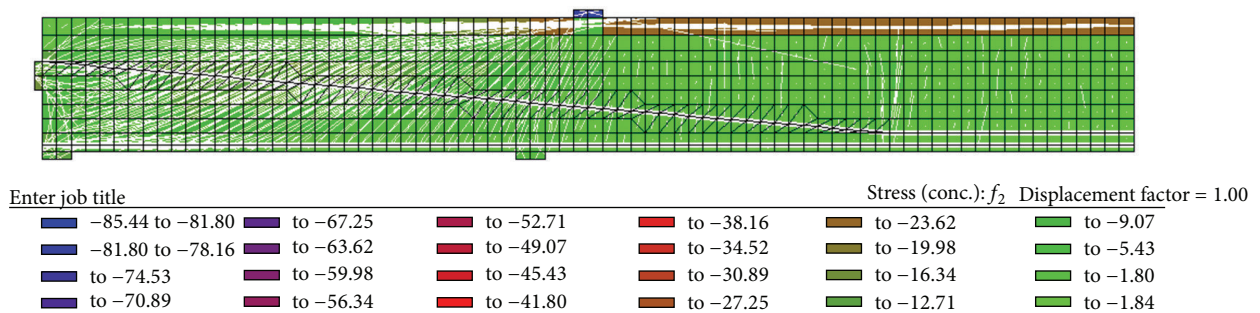 Enter job title Stress (conc.): f₂ Displacement factor = 1.00
−85.44 to −81.80 to −67.25 to −52.71 to −38.16 to −23.62 to −9.07
−81.80 to −78.16 to −63.62 to −49.07 to −34.52 to −19.98 to −5.43
to −74.53 to −59.98 to −45.43 to −30.89 to −16.34 to −1.80
to −70.89 to −56.34 to −41.80 to −27.25 to −12.71 to −1.84